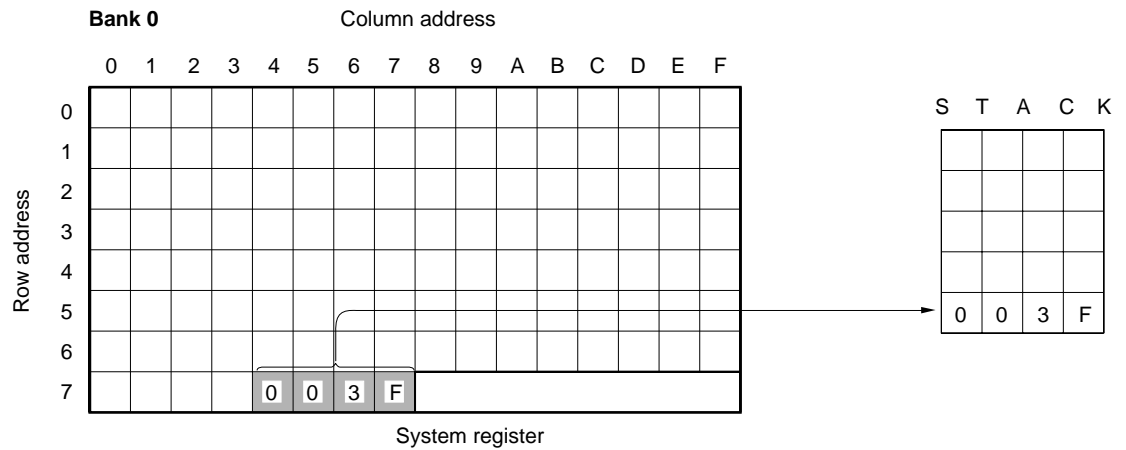 Bank 0 Column address
0 1 2 3 4 5 6 7 8 9 A B C D E F
S T A C K
Row address
0
1
2
3
4
5
6
7
0 0 3 F
0 0 3 F
System register